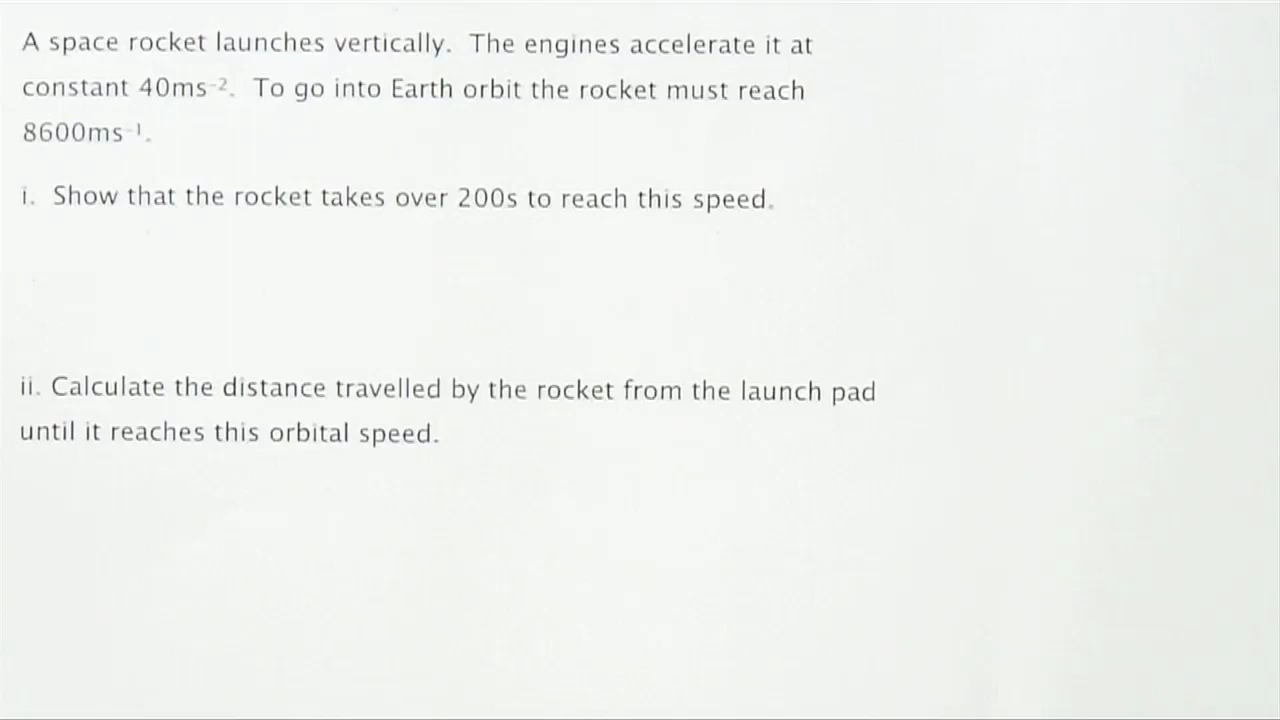 A space rocket launches vertically. The engines accelerate it at
constant 40ms⁻². To go into Earth orbit the rocket must reach
8600ms⁻¹.
i. Show that the rocket takes over 200s to reach this speed.
ii. Calculate the distance travelled by the rocket from the launch pad
until it reaches this orbital speed.